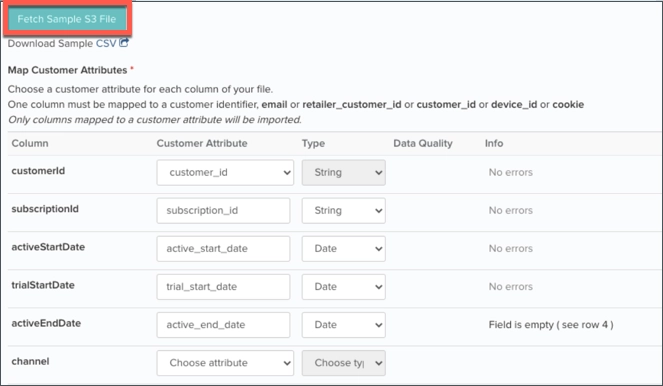 Fetch Sample S3 File
Download Sample CSV
Map Customer Attributes *
Choose a customer attribute for each column of your file.
One column must be mapped to a customer identifier, email or retailer_customer_id or customer_id or device_id or cookie
Only columns mapped to a customer attribute will be imported.
Column Customer Attribute Type Data Quality Info
customerId customer_id String No errors
subscriptionId subscription_id String No errors
activeStartDate active_start_date Date No errors
trialStartDate trial_start_date Date No errors
activeEndDate active_end_date Date Field is empty ( see row 4 )
channel Choose attribute Choose ty